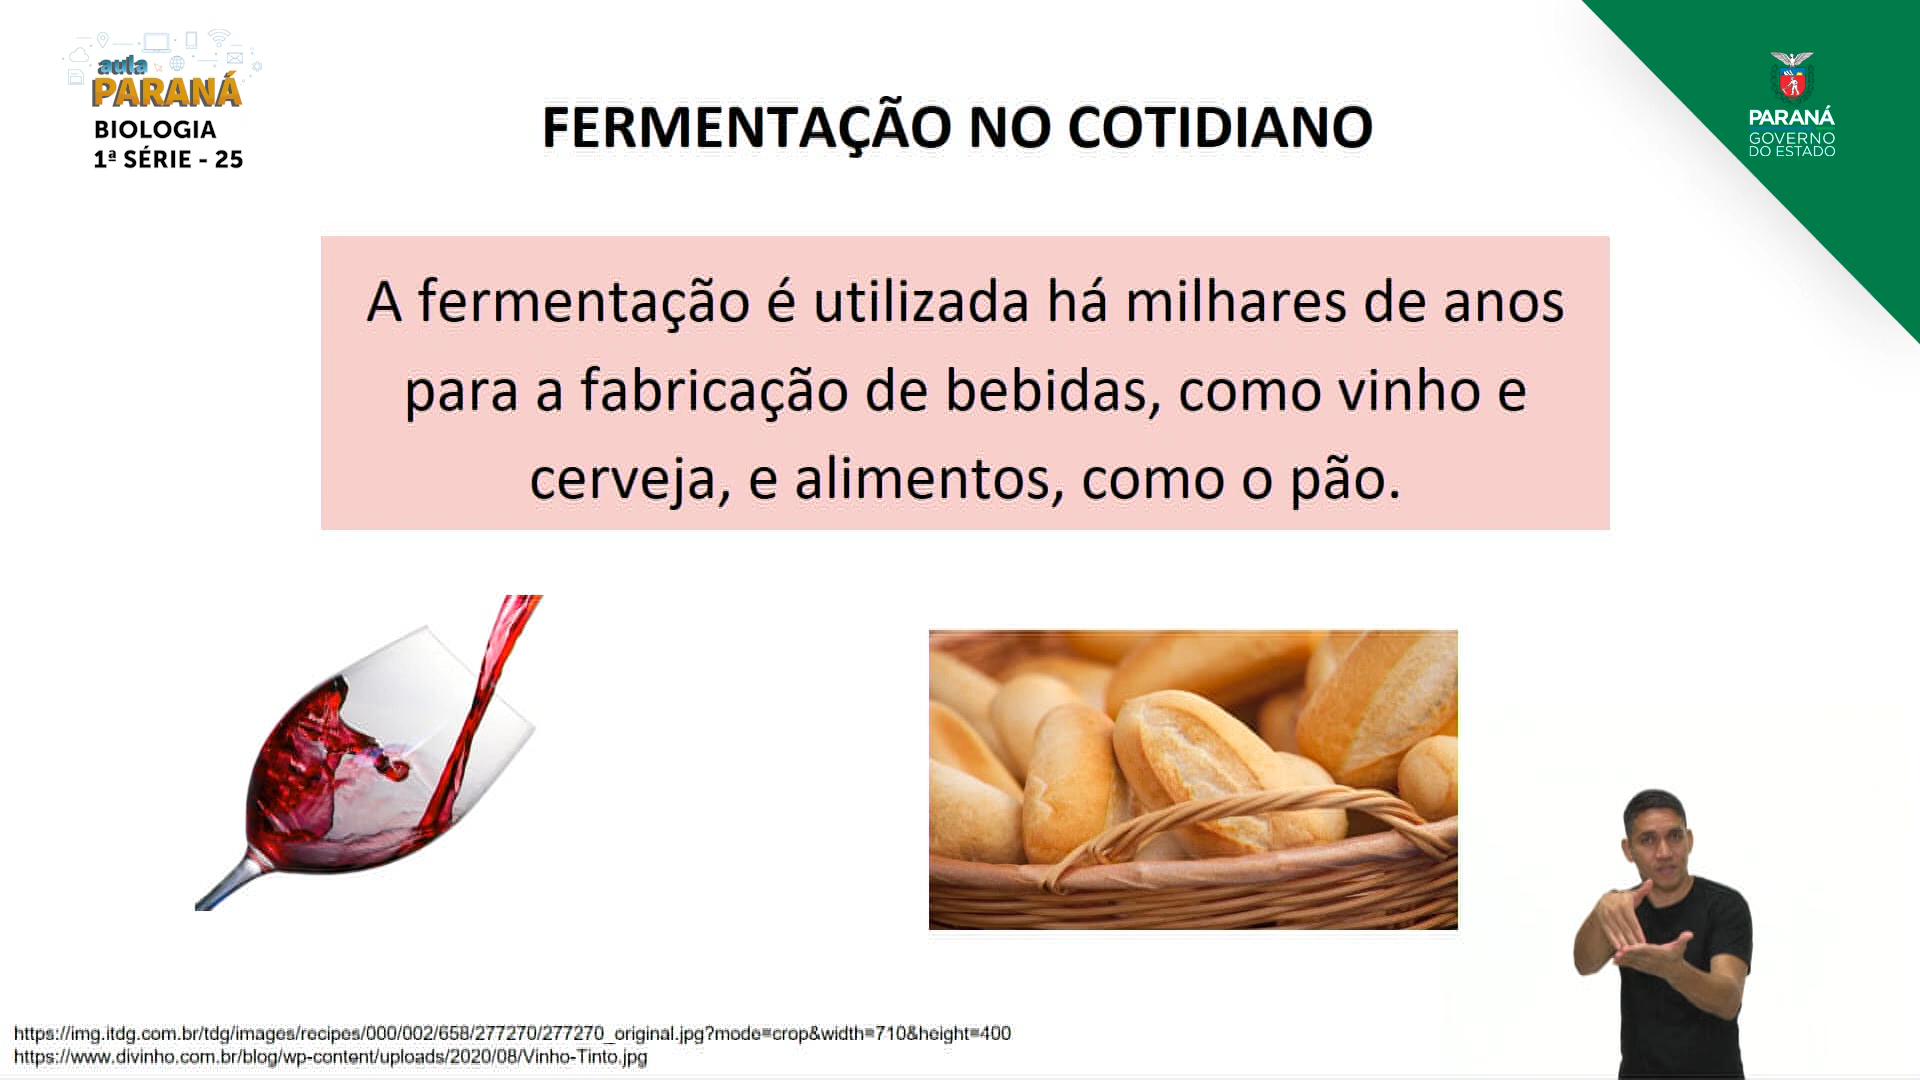 aula
PARANÁ
BIOLOGIA
1ª SÉRIE - 25
FERMENTAÇÃO NO COTIDIANO
PARANÁ
GOVERNO
DO ESTADO
A fermentação é utilizada há milhares de anos
para a fabricação de bebidas, como vinho e
cerveja, e alimentos, como o pão.
https://img.itdg.com.br/tdg/images/recipes/000/002/658/277270/277270_original.jpg?mode=crop&width=710&height=400
https://www.divinho.com.br/blog/wp-content/uploads/2020/08/Vinho-Tinto.jpg